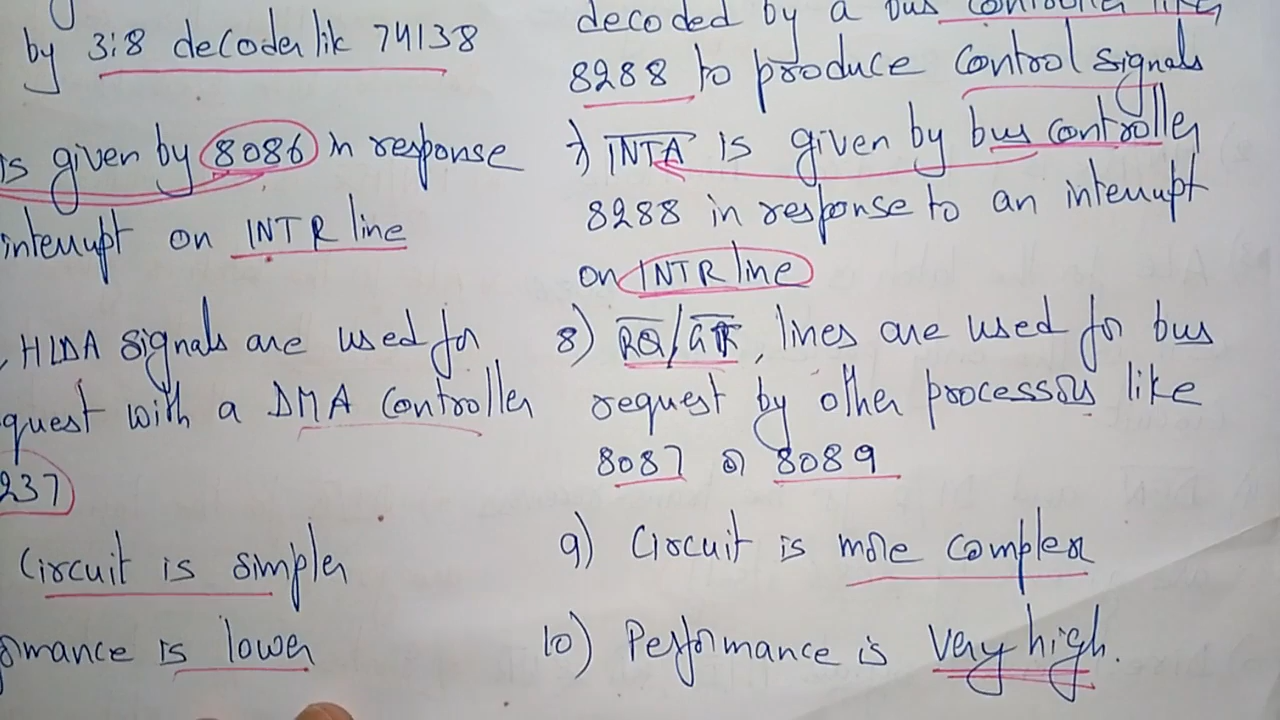 by 3:8 decoder lik 74138
is given by 8086 in response
interrupt on INTR line
, HLDA signals are used for
quest with a DMA Controller
237
Circuit is simpler
ormance is lower
decoded by a bus controller like
8288 to produce control signals
7) INTA is given by bus controller
8288 in response to an interrupt
on INTR line
8) RQ/GT, lines are used for bus
request by other processors like
8087 or 8089
9) Circuit is more complex
10) Performance is very high.